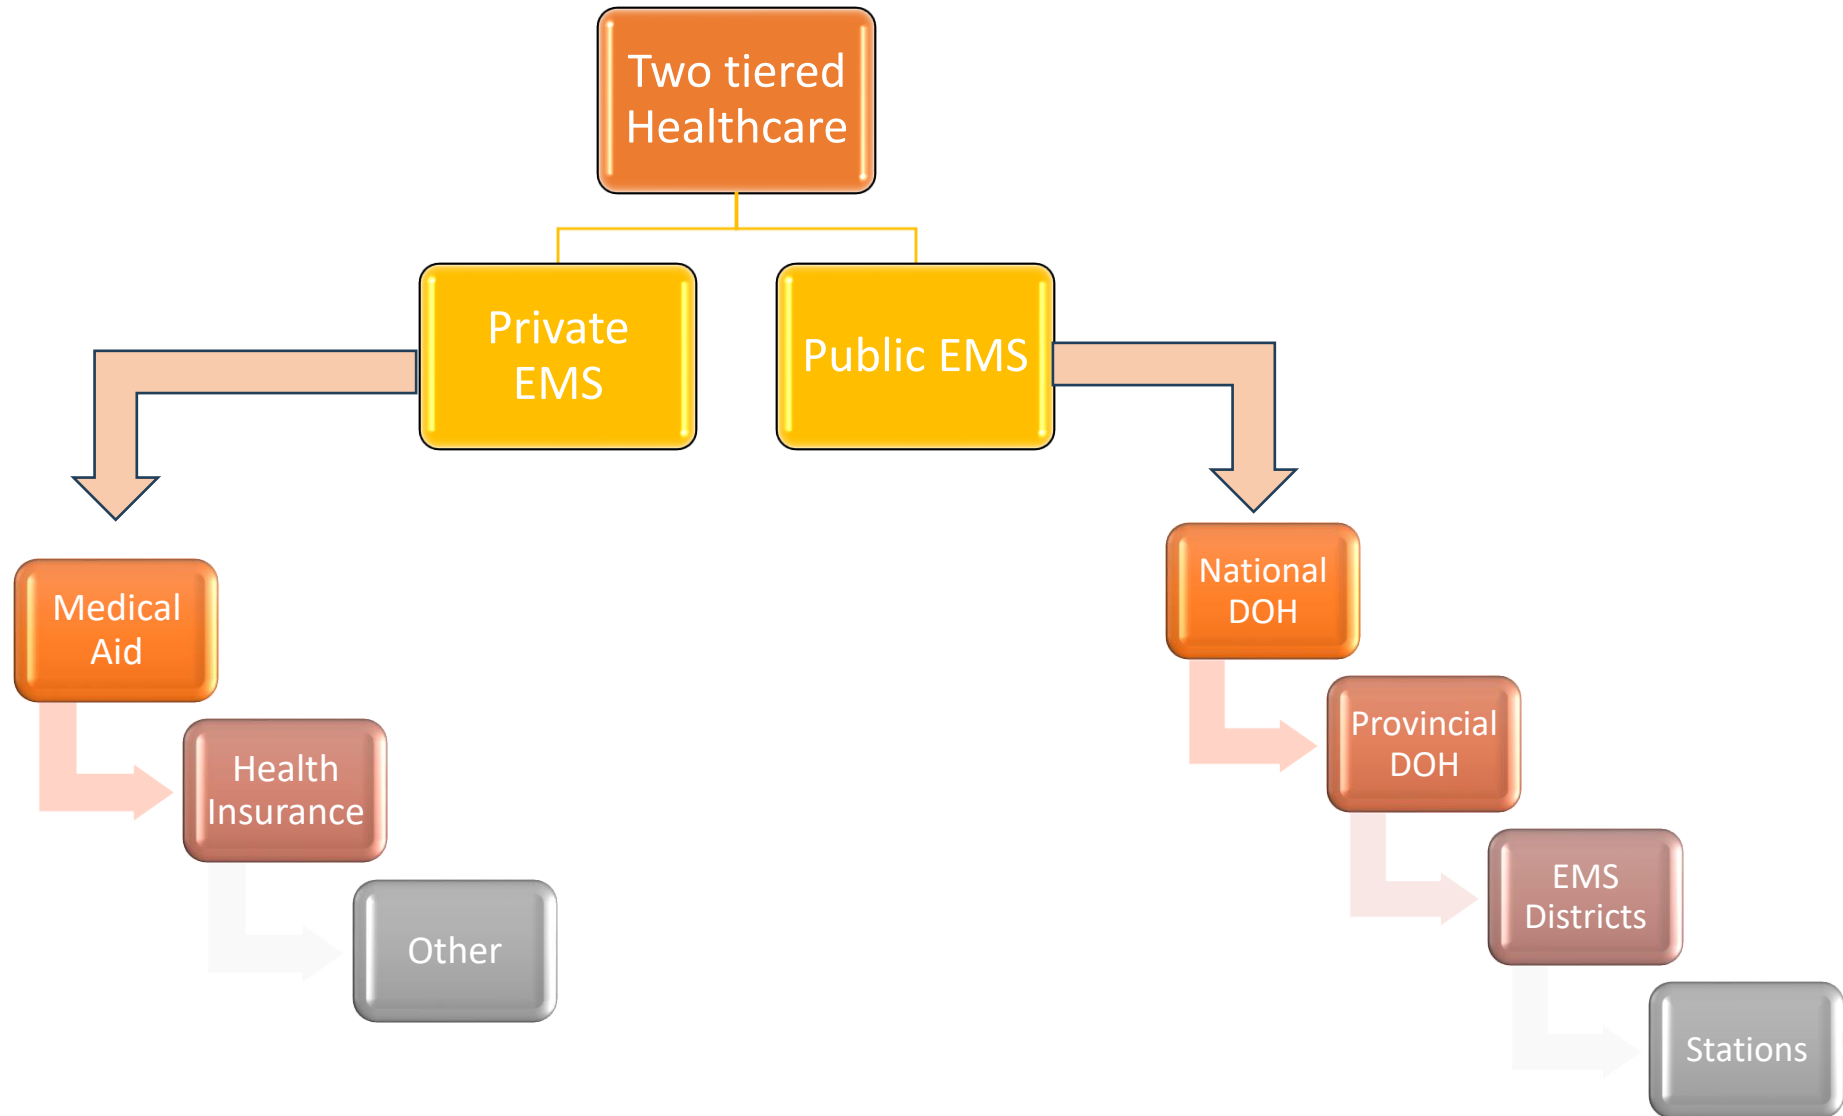 Two tiered
Healthcare
Private
EMS
Public EMS
Medical
Aid
Health
Insurance
Other
National
DOH
Provincial
DOH
EMS
Districts
Stations